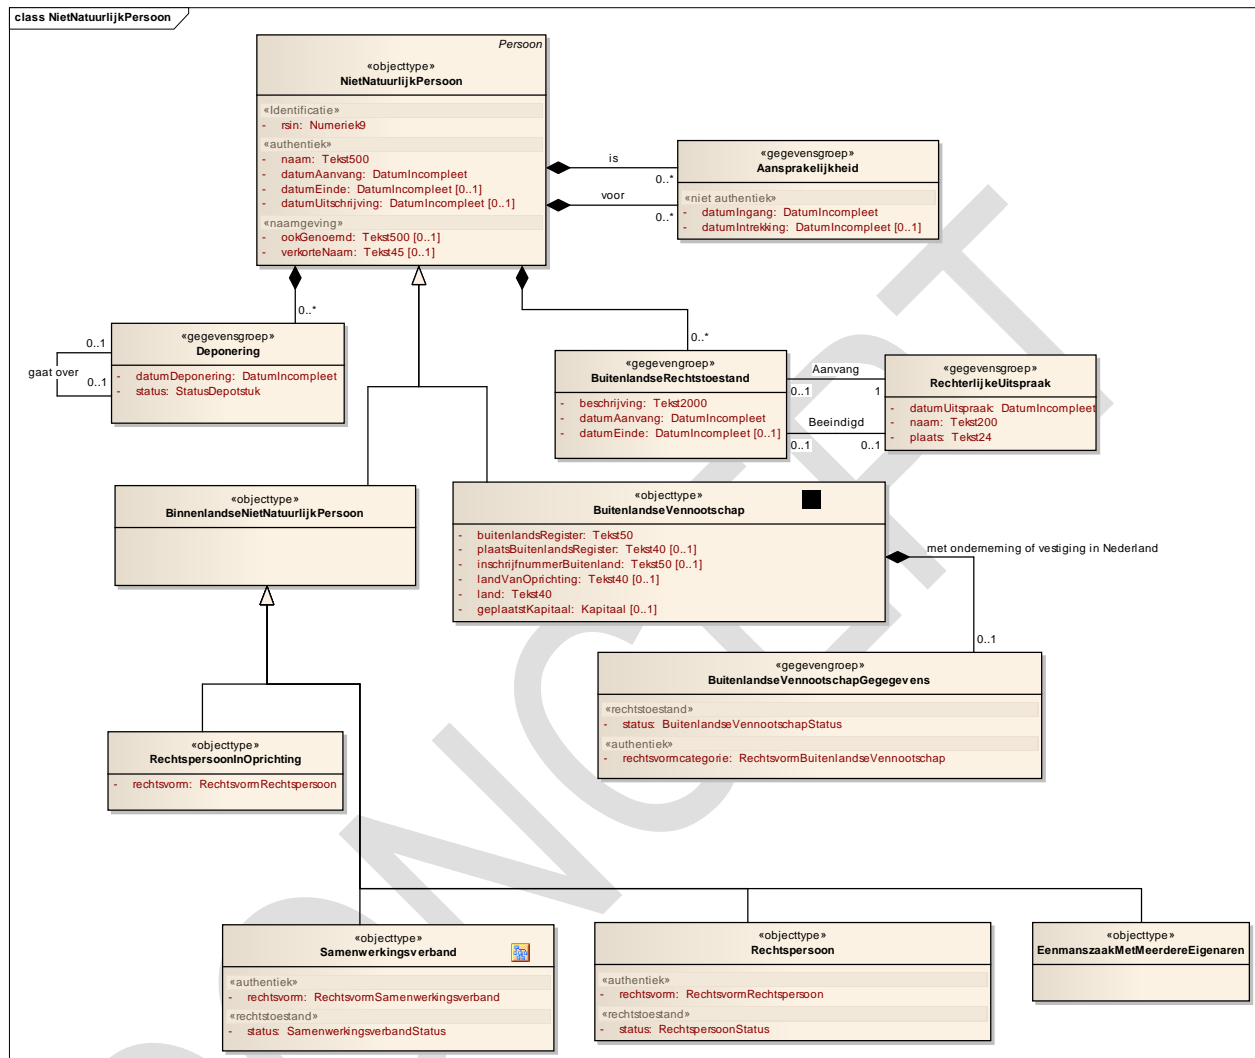 class NietNatuurlijkPersoon
Persoon
«objecttype»
NietNatuurlijkPersoon
«Identificatie»
- rsin: Numeriek9
«authentiek»
- naam: Tekst500
- datumAanvang: DatumIncompleet
- datumEinde: DatumIncompleet [0..1]
- datumUitschrijving: DatumIncompleet [0..1]
«naamgeving»
- ookGenoemd: Tekst500 [0..1]
- verkorteNaam: Tekst45 [0..1]
is
0..*
voor
0..*
«gegevensgroep»
Aansprakelijkheid
«niet authentiek»
- datumIngang: DatumIncompleet
- datumIntrekking: DatumIncompleet [0..1]
0..*
«gegevensgroep»
Deponering
- datumDeponering: DatumIncompleet
- status: StatusDepotstuk
0..1
gaat over
0..1
0..*
«gegevengroep»
BuitenlandseRechtstoestand
- beschrijving: Tekst2000
- datumAanvang: DatumIncompleet
- datumEinde: DatumIncompleet [0..1]
Aanvang
0..1
1
Beeindigd
0..1
0..1
«gegevensgroep»
RechterlijkeUitspraak
- datumUitspraak: DatumIncompleet
- naam: Tekst200
- plaats: Tekst24
«objecttype»
BinnenlandseNietNatuurlijkPersoon
«objecttype»
BuitenlandseVennootschap
- buitenlandsRegister: Tekst50
- plaatsBuitenlandsRegister: Tekst40 [0..1]
- inschrijfnummerBuitenland: Tekst50 [0..1]
- landVanOprichting: Tekst40 [0..1]
- land: Tekst40
- geplaatstKapitaal: Kapitaal [0..1]
met onderneming of vestiging in Nederland
0..1
«gegevengroep»
BuitenlandseVennootschapGegegevens
«rechtstoestand»
- status: BuitenlandseVennootschapStatus
«authentiek»
- rechtsvormcategorie: RechtsvormBuitenlandseVennootschap
«objecttype»
RechtspersoonInOprichting
- rechtsvorm: RechtsvormRechtspersoon
«objecttype»
Samenwerkingsverband
«authentiek»
- rechtsvorm: RechtsvormSamenwerkingsverband
«rechtstoestand»
- status: SamenwerkingsverbandStatus
«objecttype»
Rechtspersoon
«authentiek»
- rechtsvorm: RechtsvormRechtspersoon
«rechtstoestand»
- status: RechtspersoonStatus
«objecttype»
EenmanszaakMetMeerdereEigenaren
CONCEPT